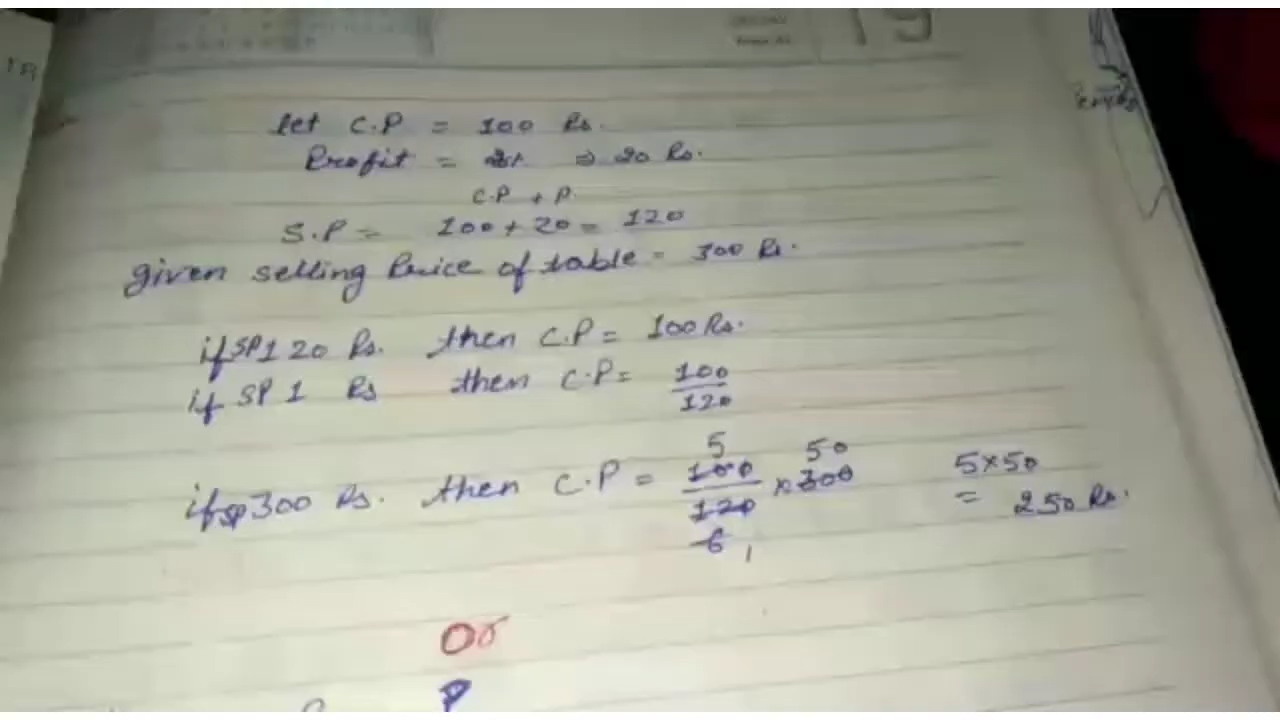 19
let C.P = 100 Rs.
Profit = ⇒ 20 Rs.
C.P + P
S.P = 100 + 20 = 120
given selling Price of table = 300 Rs.
if SP 120 Rs. then C.P = 100 Rs.
if SP 1 Rs then C.P = 100
120
5 50
if SP 300 Rs. then C.P = 100 × 300 5×50
120 = 250 Rs.
6 1
Or
P